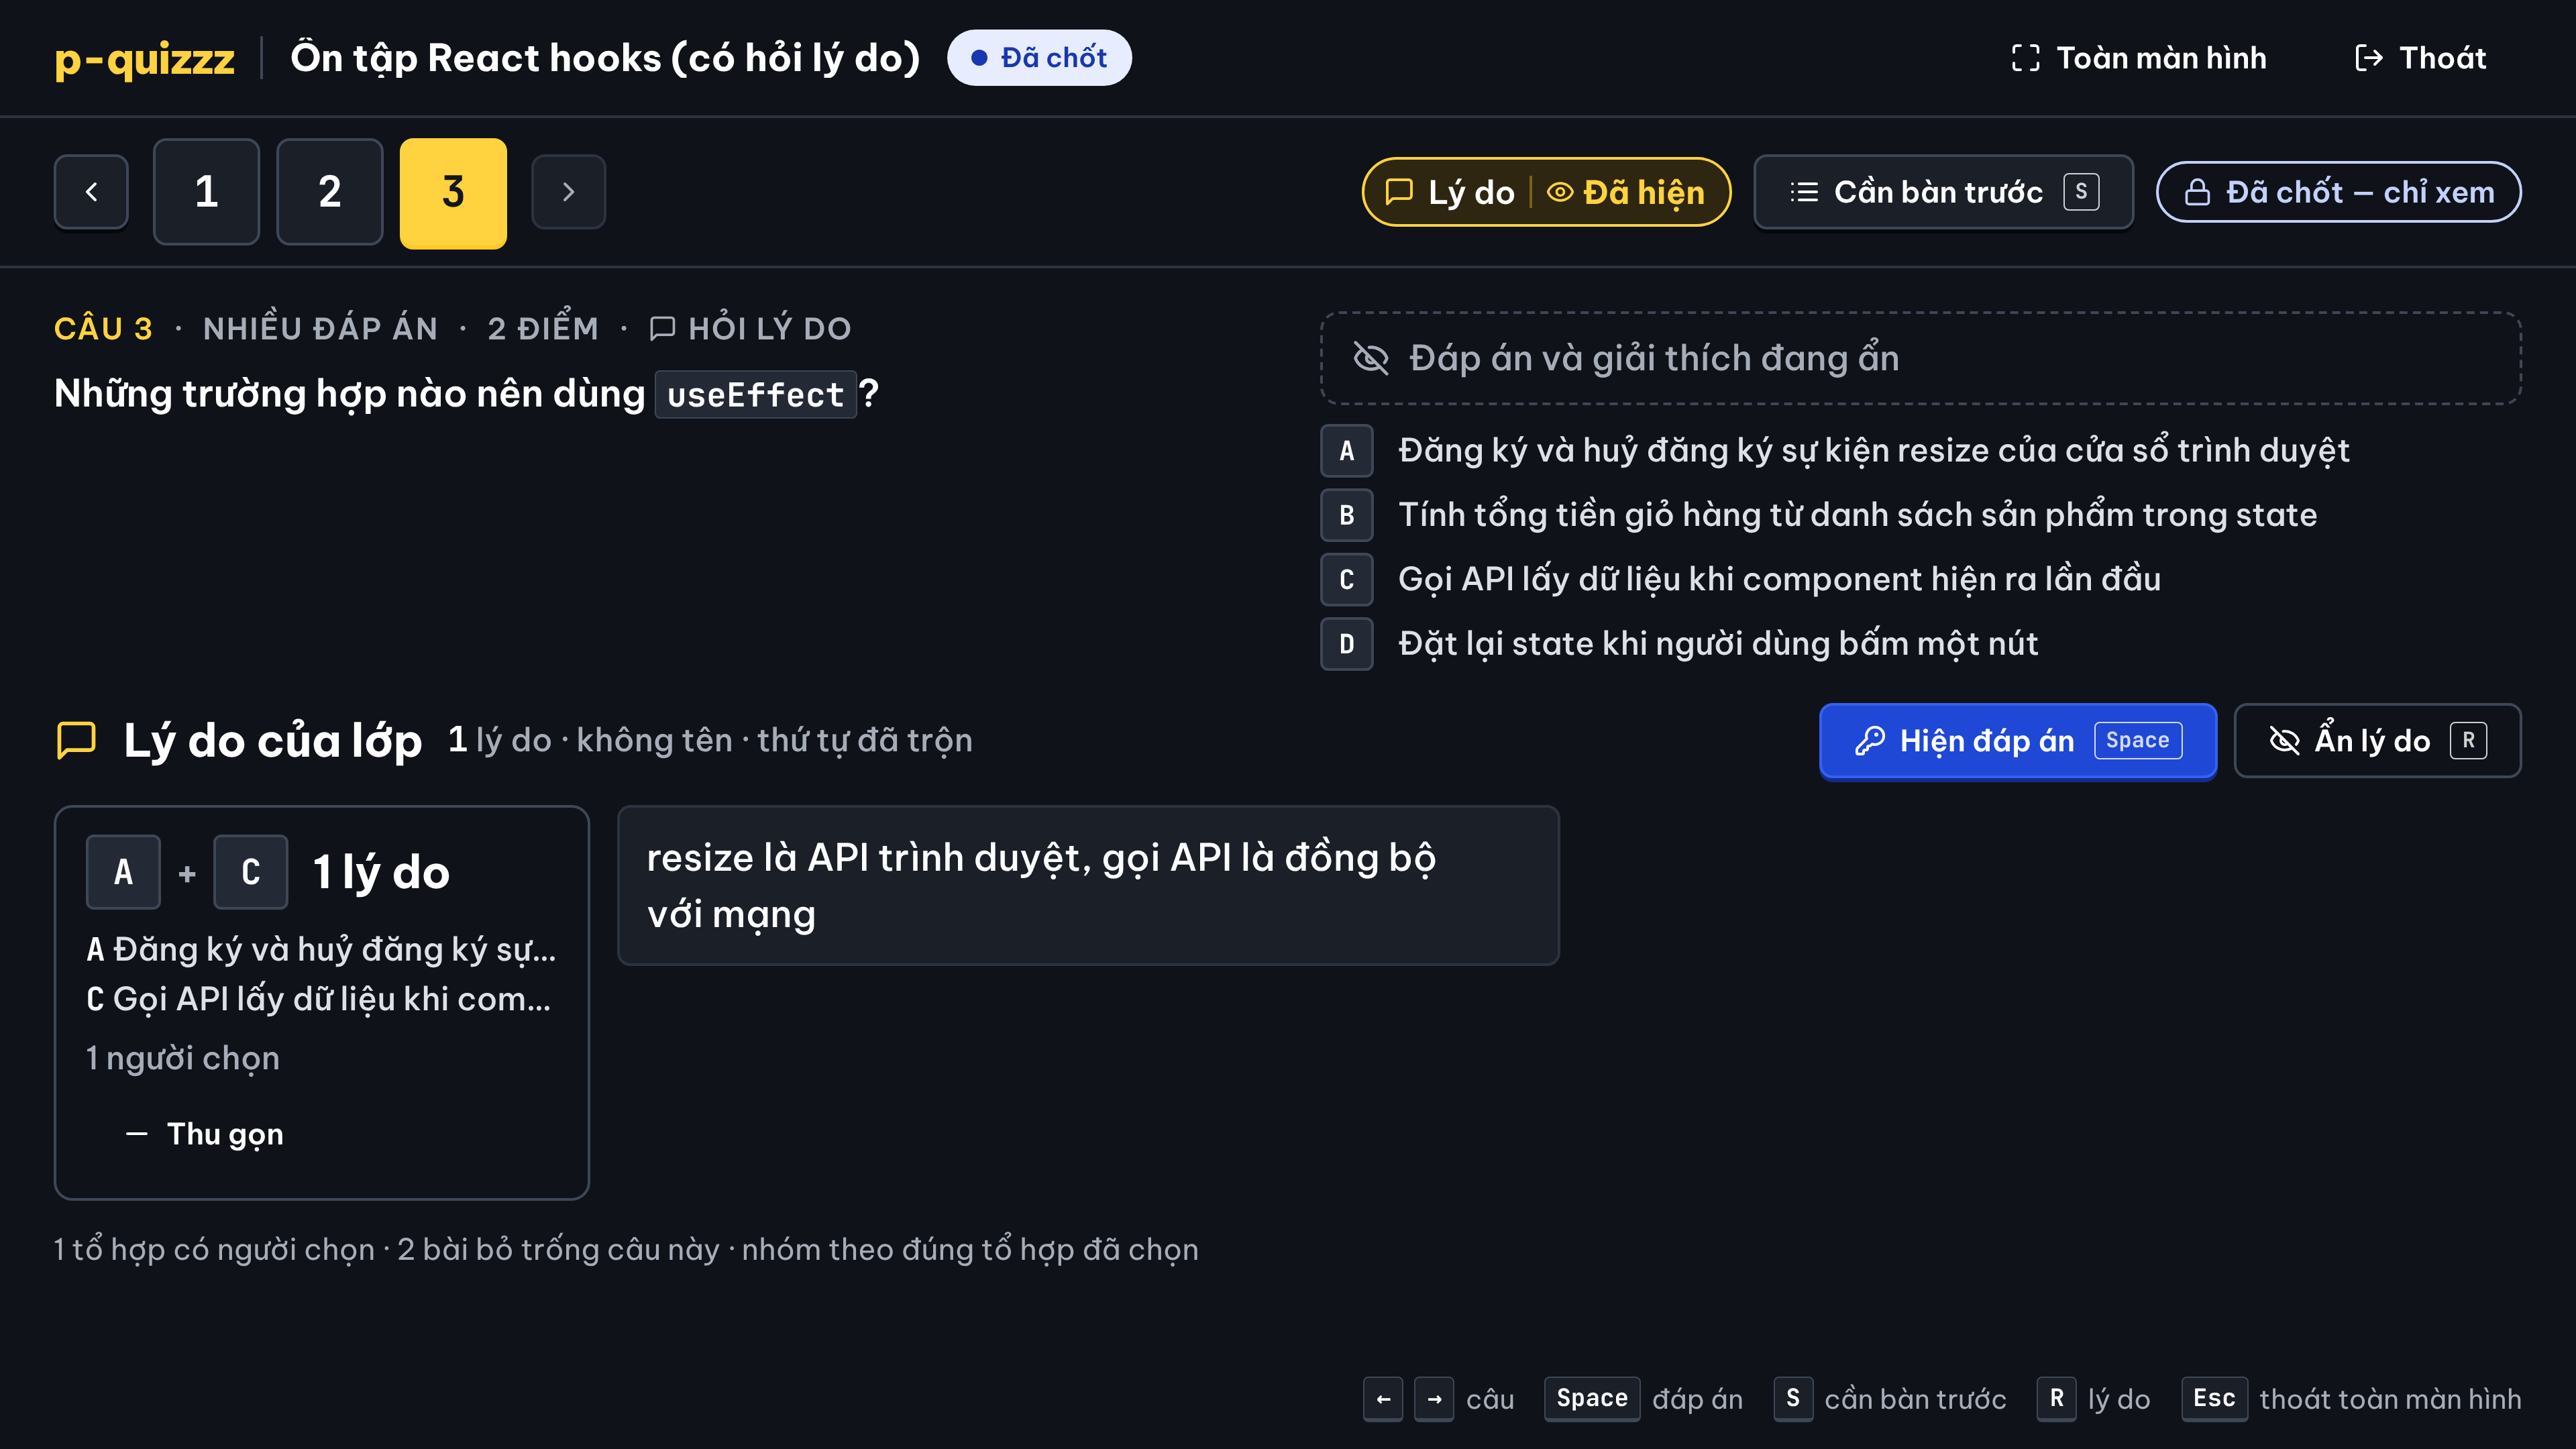 p-quizzz Ôn tập React hooks (có hỏi lý do) Đã chốt Toàn màn hình Thoát
1 2 3 Lý do Đã hiện Cần bàn trước S Đã chốt – chỉ xem
CÂU 3 · NHIỀU ĐÁP ÁN · 2 ĐIỂM · HỎI LÝ DO
Những trường hợp nào nên dùng useEffect?
Đáp án và giải thích đang ẩn
A Đăng ký và huỷ đăng ký sự kiện resize của cửa sổ trình duyệt
B Tính tổng tiền giỏ hàng từ danh sách sản phẩm trong state
C Gọi API lấy dữ liệu khi component hiện ra lần đầu
D Đặt lại state khi người dùng bấm một nút
Lý do của lớp 1 lý do · không tên · thứ tự đã trộn Hiện đáp án Space Ẩn lý do R
A + C 1 lý do
A Đăng ký và huỷ đăng ký sự...
C Gọi API lấy dữ liệu khi com...
1 người chọn
– Thu gọn
resize là API trình duyệt, gọi API là đồng bộ
với mạng
1 tổ hợp có người chọn · 2 bài bỏ trống câu này · nhóm theo đúng tổ hợp đã chọn
← → câu Space đáp án S cần bàn trước R lý do Esc thoát toàn màn hình